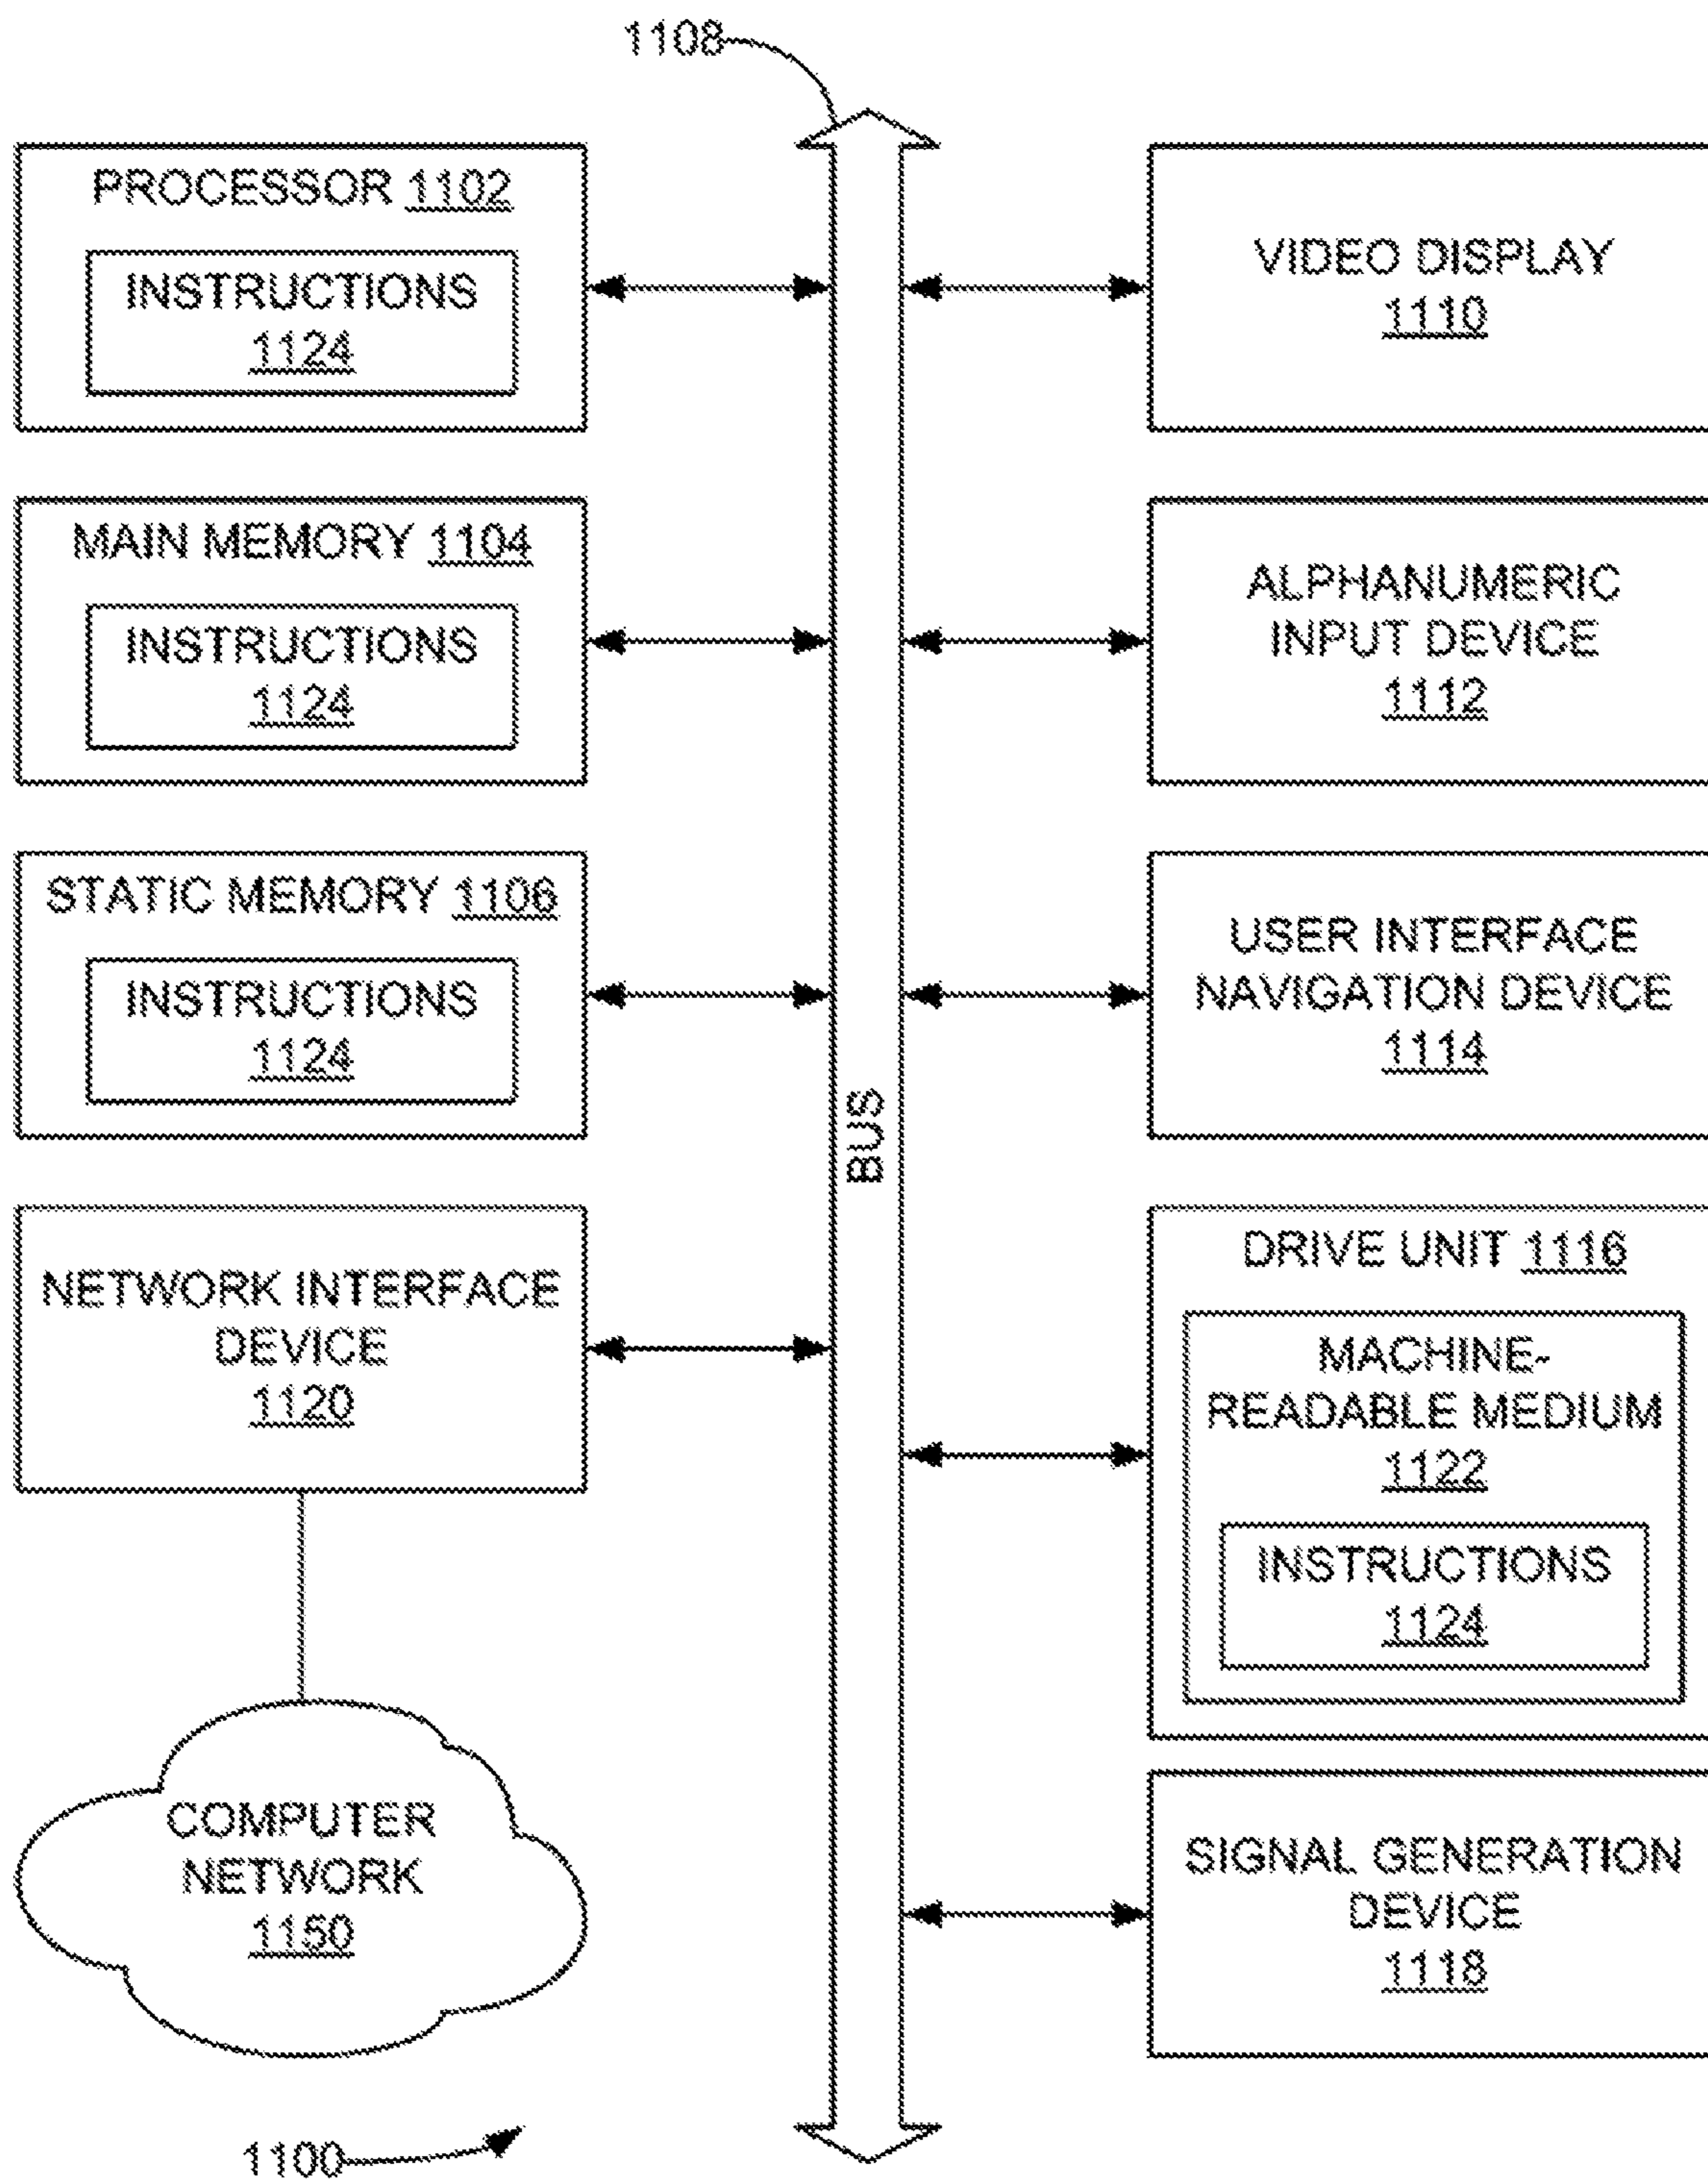 1108
PROCESSOR 1102
INSTRUCTIONS
1124
MAIN MEMORY 1104
INSTRUCTIONS
1124
STATIC MEMORY 1106
INSTRUCTIONS
1124
NETWORK INTERFACE
DEVICE
1120
COMPUTER
NETWORK
1150
1100
BUS
VIDEO DISPLAY
1110
ALPHANUMERIC
INPUT DEVICE
1112
USER INTERFACE
NAVIGATION DEVICE
1114
DRIVE UNIT 1116
MACHINE-
READABLE MEDIUM
1122
INSTRUCTIONS
1124
SIGNAL GENERATION
DEVICE
1118